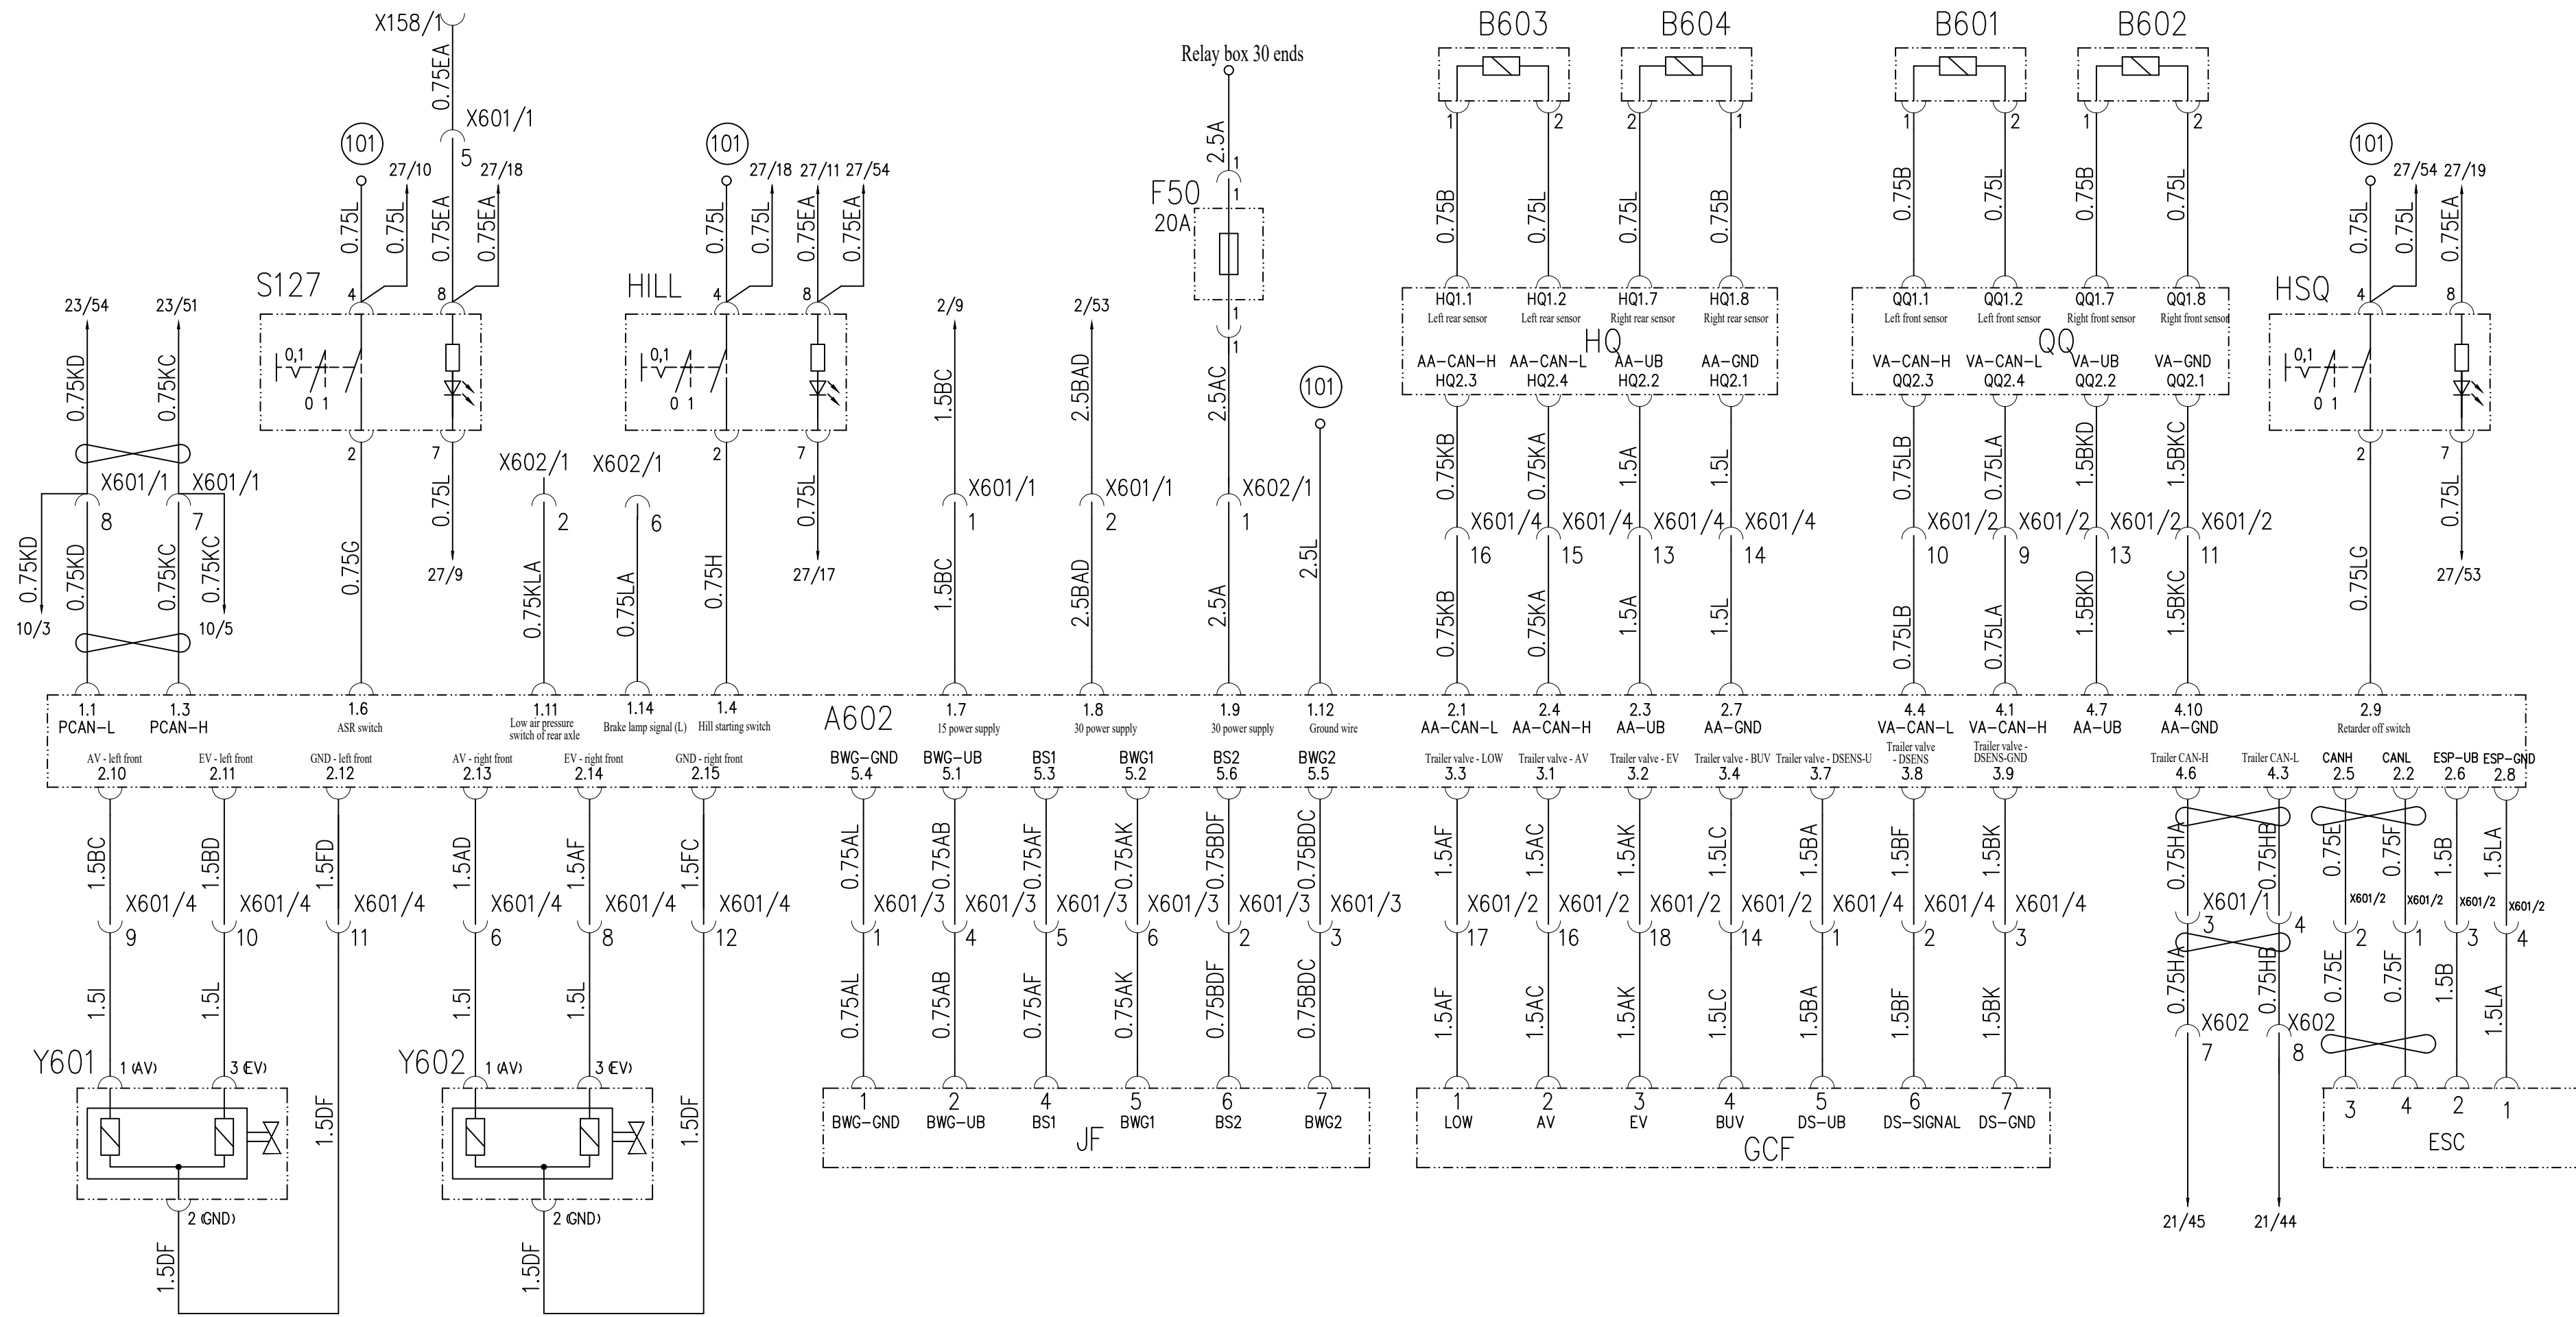 X158/1
B603
B604
B601
B602
Relay box 30 ends
0.75EA
X601/1
5
101
101
101
2.5A
1
1
1 2 2 1 1 2 1 2
27/10 27/18
27/18 27/11 27/54
27/54 27/19
F50
20A
0.75L 0.75L 0.75EA 0.75EA
0.75L 0.75L 0.75EA 0.75EA
0.75B 0.75L 0.75L 0.75B
0.75B 0.75L 0.75B 0.75L
0.75L 0.75L 0.75EA
S127
4 8
HILL
4 8
HSQ
4 8
23/54 23/51
2/9
2/53
1
1
HQ1.1 HQ1.2 HQ1.7 HQ1.8
Left rear sensor Left rear sensor Right rear sensor Right rear sensor
HQ
AA-CAN-H AA-CAN-L AA-UB AA-GND
HQ2.3 HQ2.4 HQ2.2 HQ2.1
QQ1.1 QQ1.2 QQ1.7 QQ1.8
Left front sensor Left front sensor Right front sensor Right front sensor
QQ
VA-CAN-H VA-CAN-L VA-UB VA-GND
QQ2.3 QQ2.4 QQ2.2 QQ2.1
0,1
0 1
0,1
0 1
0,1
0 1
101
0.75KD 0.75KC
1.5BC 2.5BAD 2.5AC
0.75KB 0.75KA 1.5A 1.5L
0.75LB 0.75LA 1.5BKD 1.5BKC
2 7
2 7
2 7
X602/1 X602/1
2 6
X601/1 X601/1
8 7
X601/1 X601/1 X602/1
1 2 1
X601/4 X601/4 X601/4 X601/4
16 15 13 14
X601/2 X601/2 X601/2 X601/2
10 9 13 11
0.75L
27/9
0.75L
27/17
0.75L
27/53
0.75KD 0.75KD 0.75KC 0.75KC
10/3 10/5
0.75G 0.75KLA 0.75LA 0.75H
1.5BC 2.5BAD 2.5A 2.5L
0.75KB 0.75KA 1.5A 1.5L
0.75LB 0.75LA 1.5BKD 1.5BKC
0.75LG
1.1 1.3 1.6 1.11 1.14 1.4 1.7 1.8 1.9 1.12 2.1 2.4 2.3 2.7 4.4 4.1 4.7 4.10 2.9
PCAN-L PCAN-H
ASR switch
Low air pressure
switch of rear axle
Brake lamp signal (L)
Hill starting switch
A602
15 power supply
30 power supply
30 power supply
Ground wire
AA-CAN-L AA-CAN-H AA-UB AA-GND
VA-CAN-L VA-CAN-H AA-UB AA-GND
Retarder off switch
AV - left front EV - left front GND - left front
2.10 2.11 2.12
AV - right front EV - right front GND - right front
2.13 2.14 2.15
BWG-GND BWG-UB BS1 BWG1 BS2 BWG2
5.4 5.1 5.3 5.2 5.6 5.5
Trailer valve - LOW Trailer valve - AV Trailer valve - EV Trailer valve - BUV Trailer valve - DSENS-U
Trailer valve
- DSENS
Trailer valve -
DSENS-GND
3.3 3.1 3.2 3.4 3.7 3.8 3.9
Trailer CAN-H Trailer CAN-L
4.6 4.3
CANH CANL ESP-UB ESP-GND
2.5 2.2 2.6 2.8
1.5BC 1.5BD 1.5FD 1.5AD 1.5AF 1.5FC
0.75AL 0.75AB 0.75AF 0.75AK 0.75BDF 0.75BDC
1.5AF 1.5AC 1.5AK 1.5LC 1.5BA 1.5BF 1.5BK
0.75HA 0.75HB 0.75E 0.75F 1.5B 1.5LA
X601/4 X601/4 X601/4 X601/4 X601/4 X601/4
9 10 11 6 8 12
X601/3 X601/3 X601/3 X601/3 X601/3 X601/3
1 4 5 6 2 3
X601/2 X601/2 X601/2 X601/2 X601/4 X601/4 X601/4
17 16 18 14 1 2 3
X601/1
3 4
X601/2 X601/2 X601/2 X601/2
2 1 3 4
1.5I 1.5L 1.5I 1.5L
0.75AL 0.75AB 0.75AF 0.75AK 0.75BDF 0.75BDC
1.5AF 1.5AC 1.5AK 1.5LC 1.5BA 1.5BF 1.5BK
0.75HA 0.75HB 0.75E 0.75F 1.5B 1.5LA
X602 X602
7 8
Y601
1 (AV) 3 (EV)
Y602
1 (AV) 3 (EV)
1.5DF 1.5DF
1 2 4 5 6 7
BWG-GND BWG-UB BS1 BWG1 BS2 BWG2
JF
1 2 3 4 5 6 7
LOW AV EV BUV DS-UB DS-SIGNAL DS-GND
GCF
3 4 2 1
ESC
2 (GND) 2 (GND)
21/45 21/44
1.5DF 1.5DF